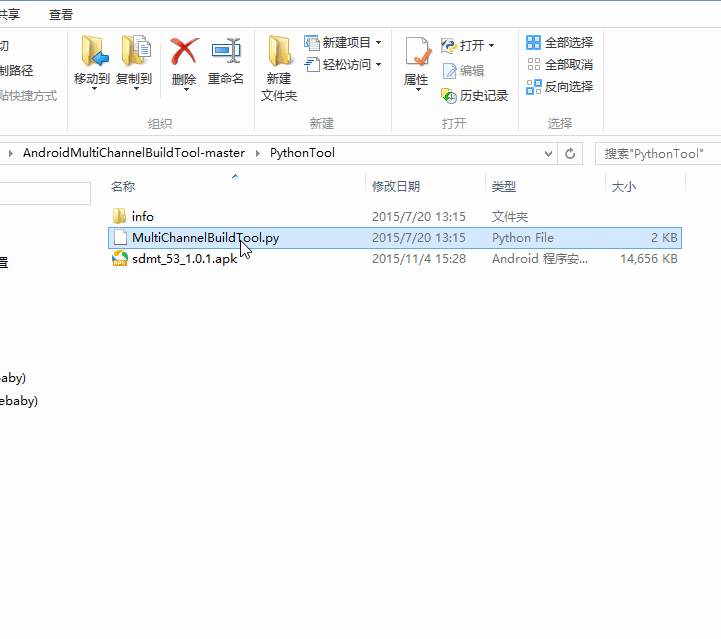 共享 查看
切
制路径
贴快捷方式
移动到 复制到
删除 重命名
组织
新建
文件夹
新建项目
轻松访问
新建
属性
打开
编辑
历史记录
打开
全部选择
全部取消
反向选择
选择
AndroidMultiChannelBuildTool-master PythonTool
搜索"PythonTool"
名称 修改日期 类型 大小
info 2015/7/20 13:15 文件夹
MultiChannelBuildTool.py 2015/7/20 13:15 Python File 2 KB
sdmt_53_1.0.1.apk 2015/11/4 15:28 Android 程序安... 14,656 KB
置
aby)
ebaby)